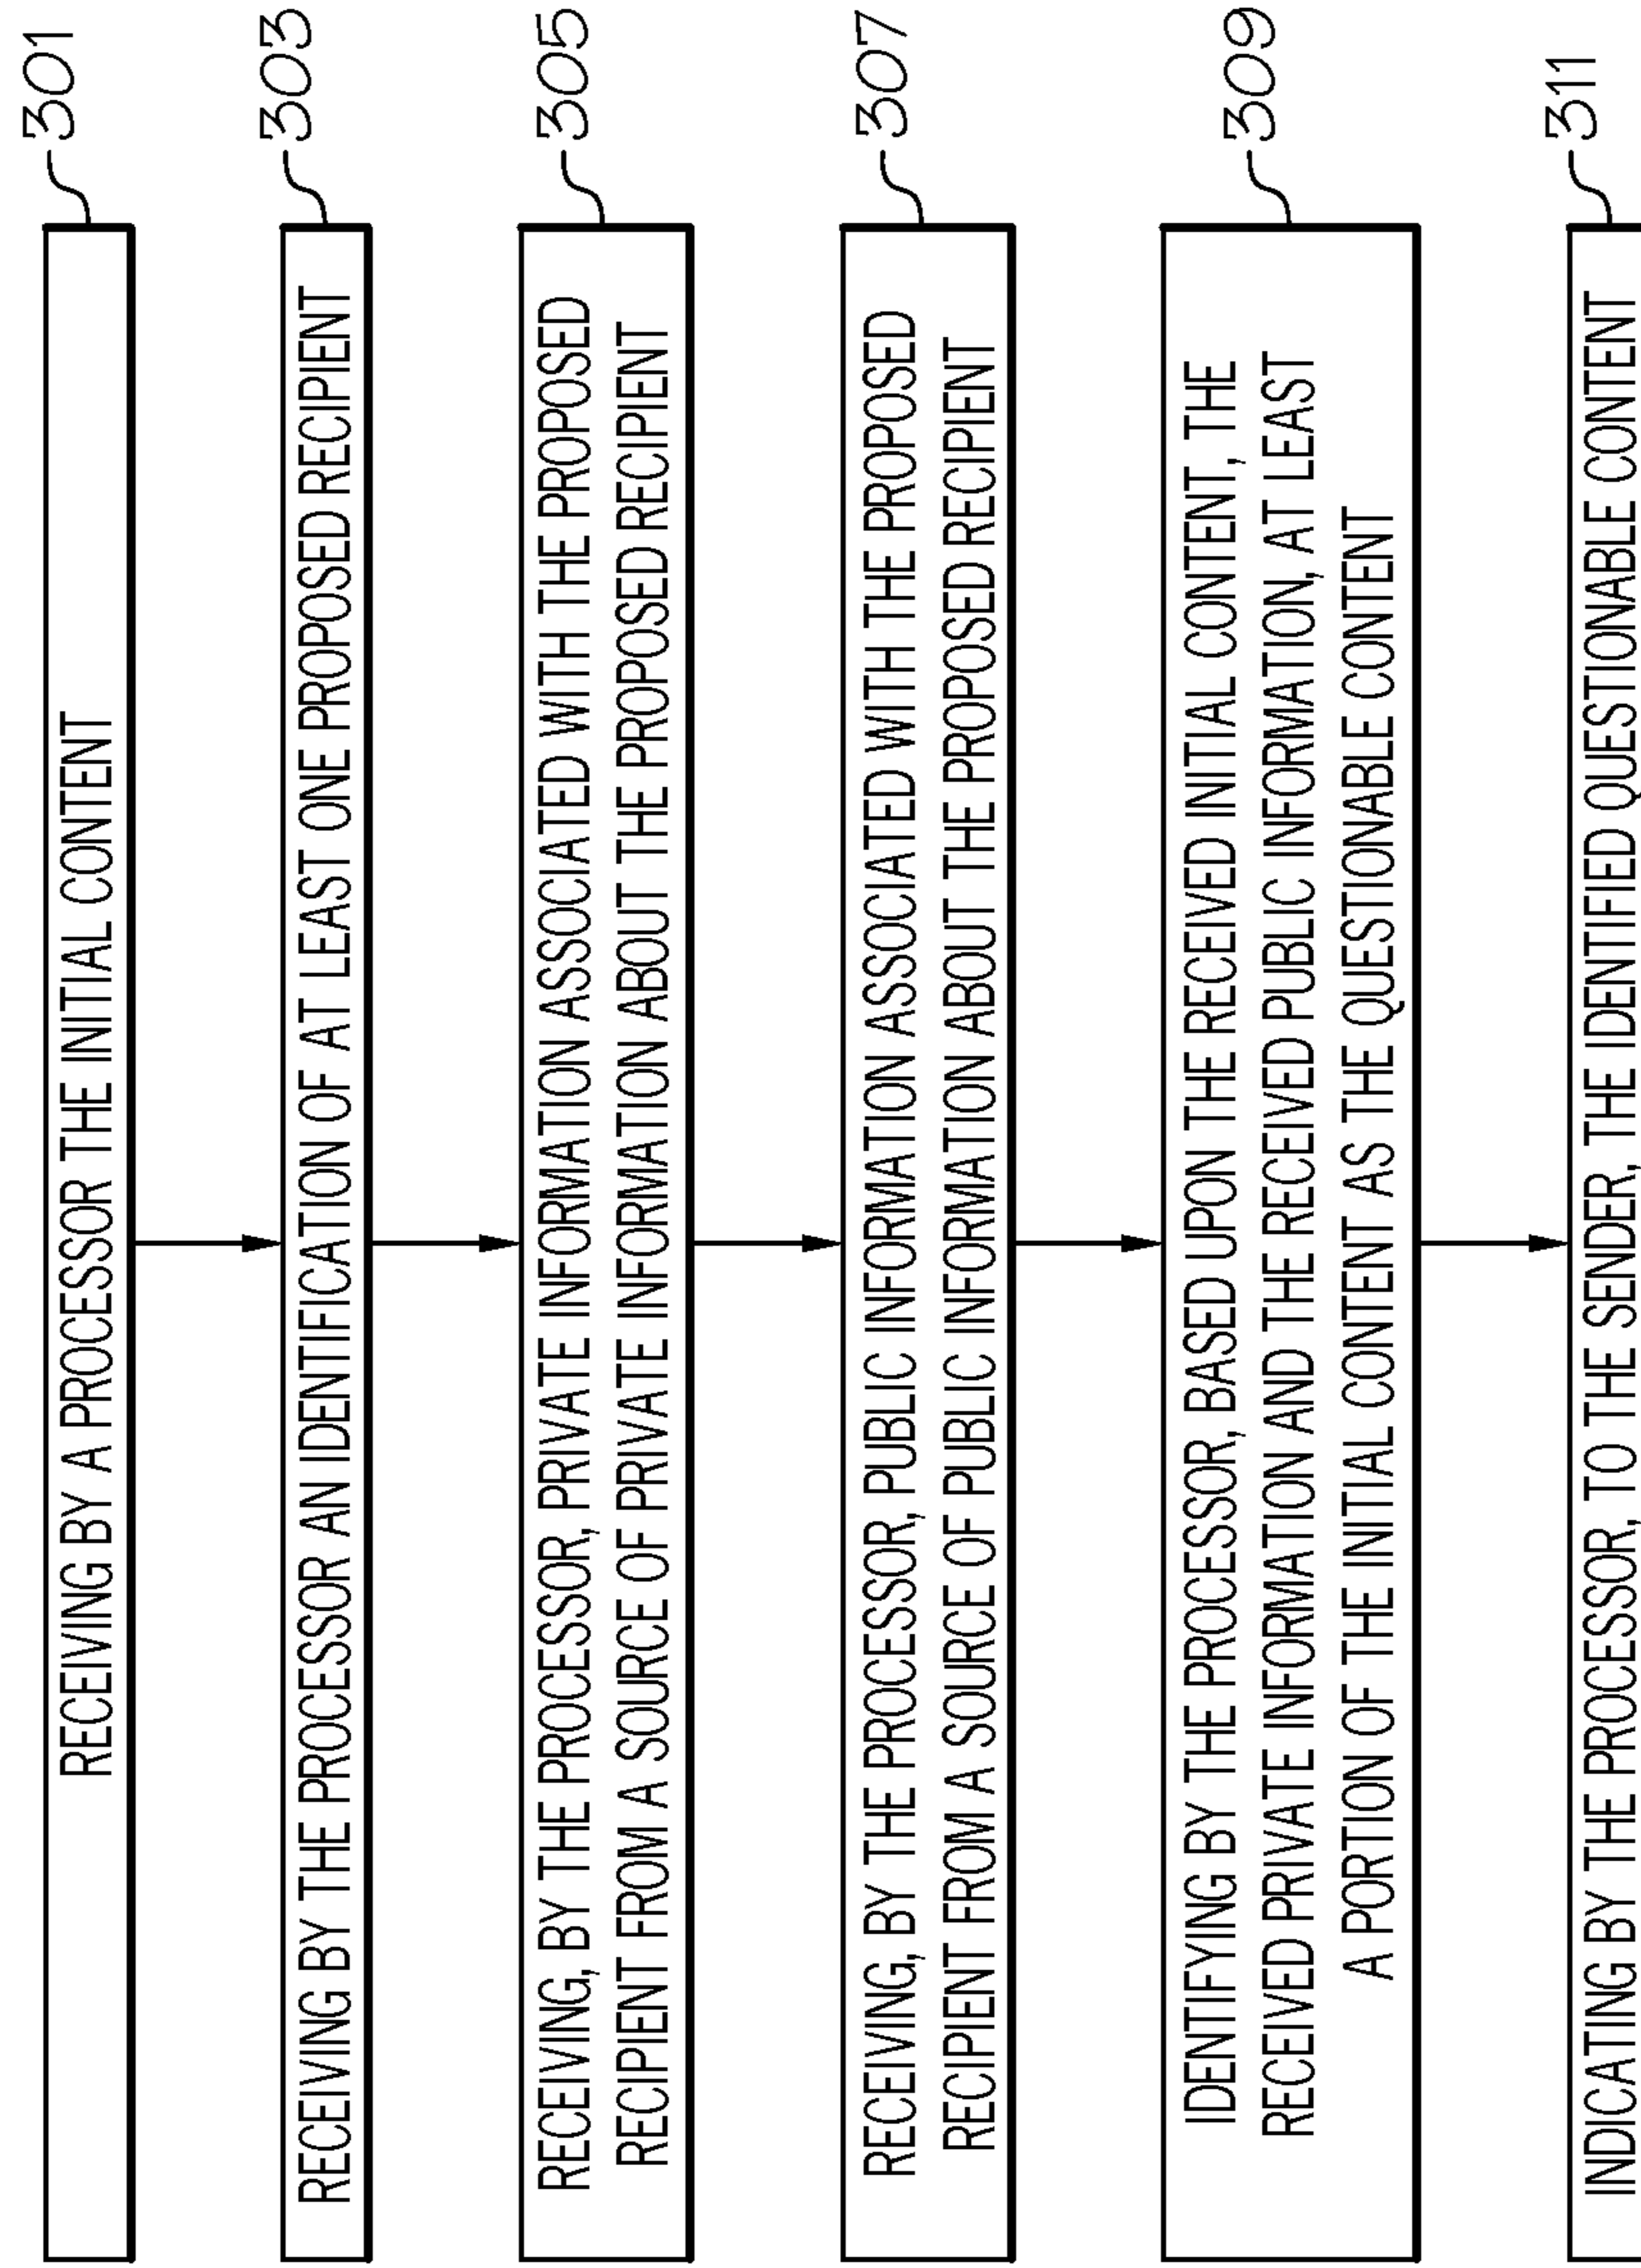 RECEIVING BY A PROCESSOR THE INITIAL CONTENT
301
RECEIVING BY THE PROCESSOR AN IDENTIFICATION OF AT LEAST ONE PROPOSED RECIPIENT
303
RECEIVING, BY THE PROCESSOR, PRIVATE INFORMATION ASSOCIATED WITH THE PROPOSED
RECIPIENT FROM A SOURCE OF PRIVATE INFORMATION ABOUT THE PROPOSED RECIPIENT
305
RECEIVING, BY THE PROCESSOR, PUBLIC INFORMATION ASSOCIATED WITH THE PROPOSED
RECIPIENT FROM A SOURCE OF PUBLIC INFORMATION ABOUT THE PROPOSED RECIPIENT
307
IDENTIFYING BY THE PROCESSOR, BASED UPON THE RECEIVED INITIAL CONTENT, THE
RECEIVED PRIVATE INFORMATION AND THE RECEIVED PUBLIC INFORMATION, AT LEAST
A PORTION OF THE INITIAL CONTENT AS THE QUESTIONABLE CONTENT
309
INDICATING BY THE PROCESSOR, TO THE SENDER, THE IDENTIFIED QUESTIONABLE CONTENT
311